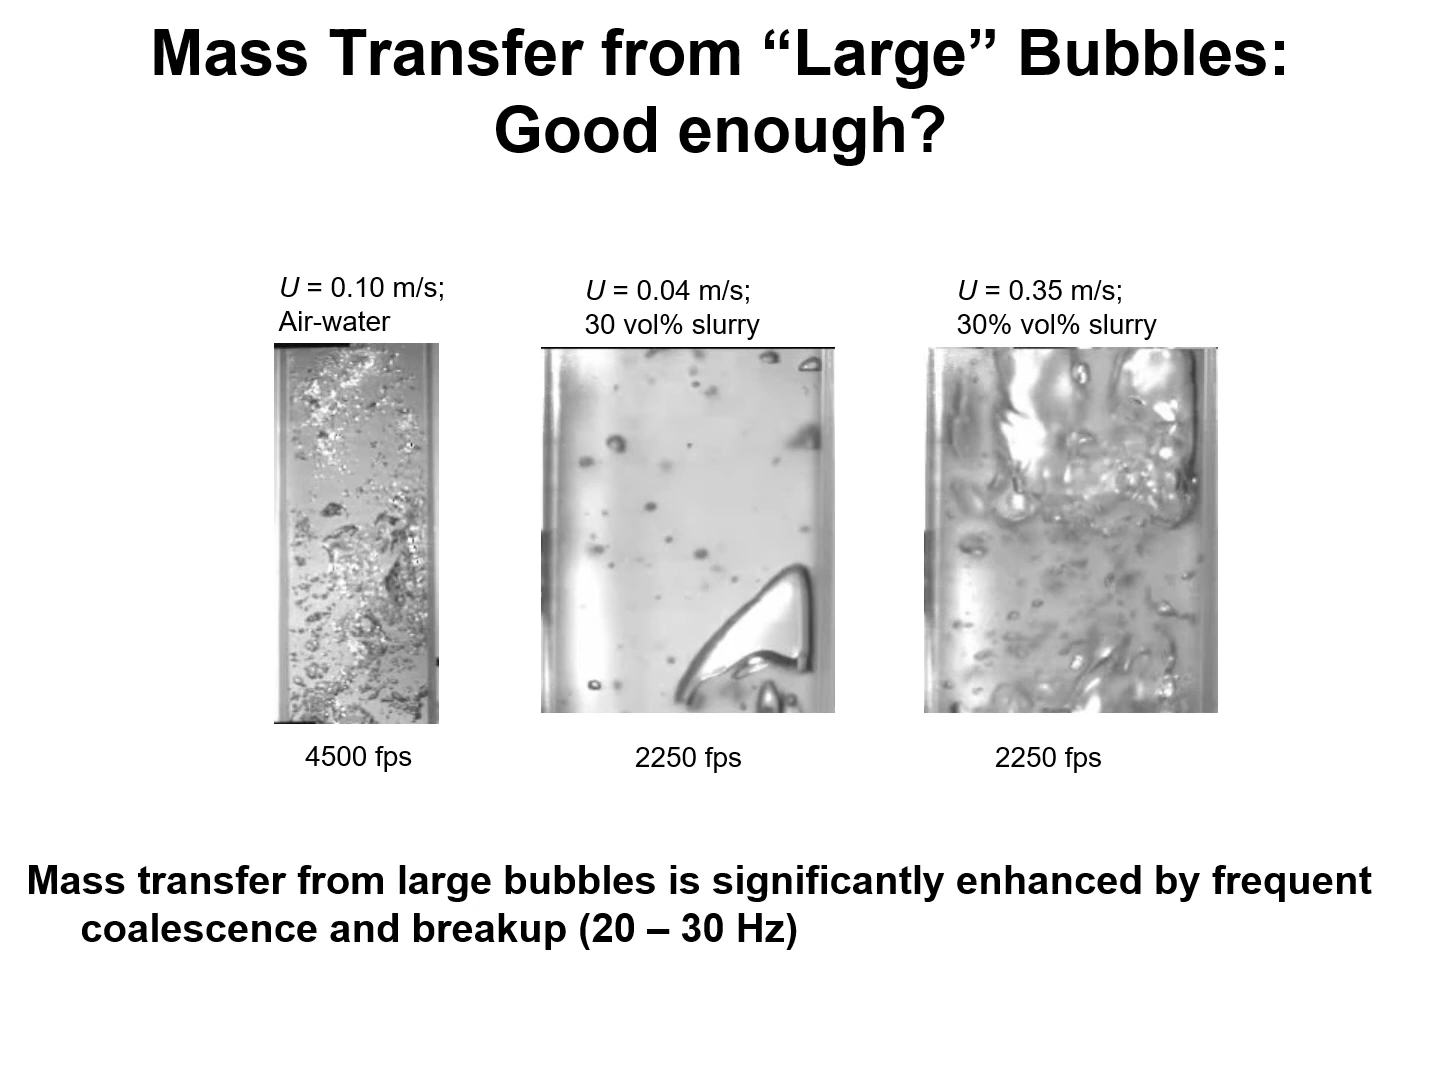 Mass Transfer from “Large” Bubbles:
Good enough?
U = 0.10 m/s;
Air-water
U = 0.04 m/s;
30 vol% slurry
U = 0.35 m/s;
30% vol% slurry
4500 fps
2250 fps
2250 fps
Mass transfer from large bubbles is significantly enhanced by frequent
coalescence and breakup (20 – 30 Hz)